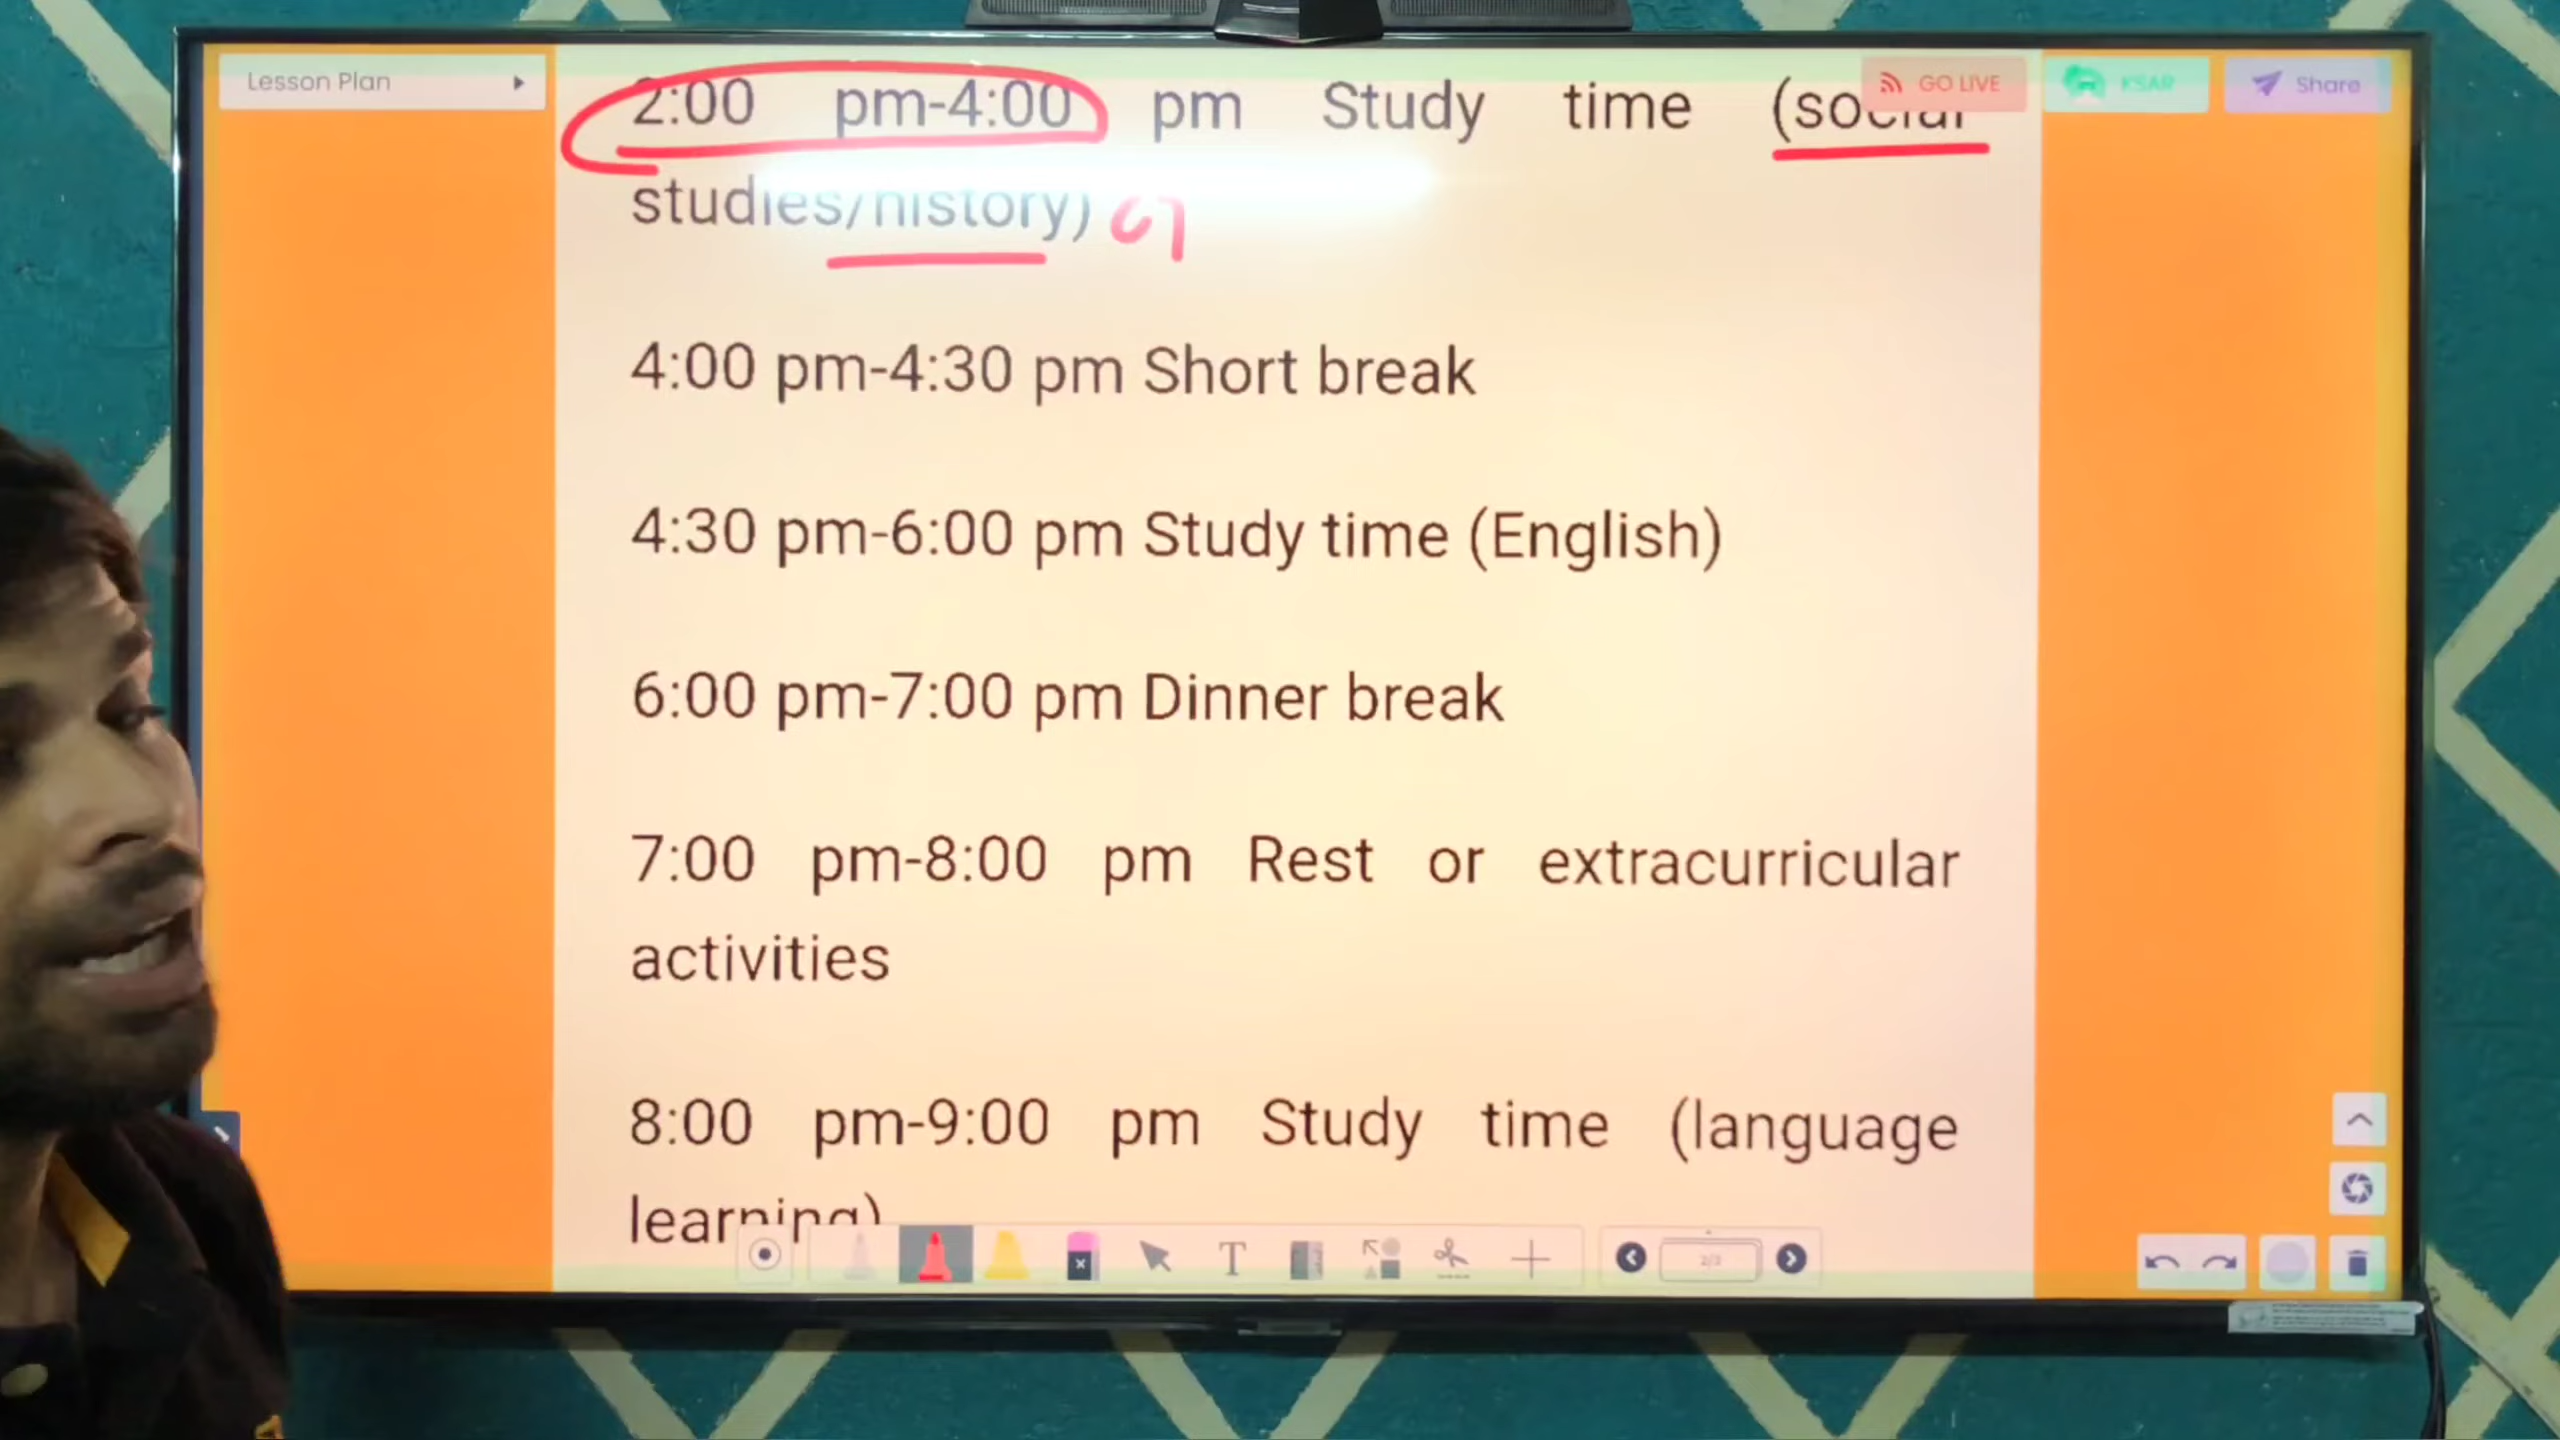 Lesson Plan
GO LIVE
KSAR
Share
2:00 pm-4:00 pm Study time (social
studies/history)
4:00 pm-4:30 pm Short break
4:30 pm-6:00 pm Study time (English)
6:00 pm-7:00 pm Dinner break
7:00 pm-8:00 pm Rest or extracurricular
activities
8:00 pm-9:00 pm Study time (language
learning)
T